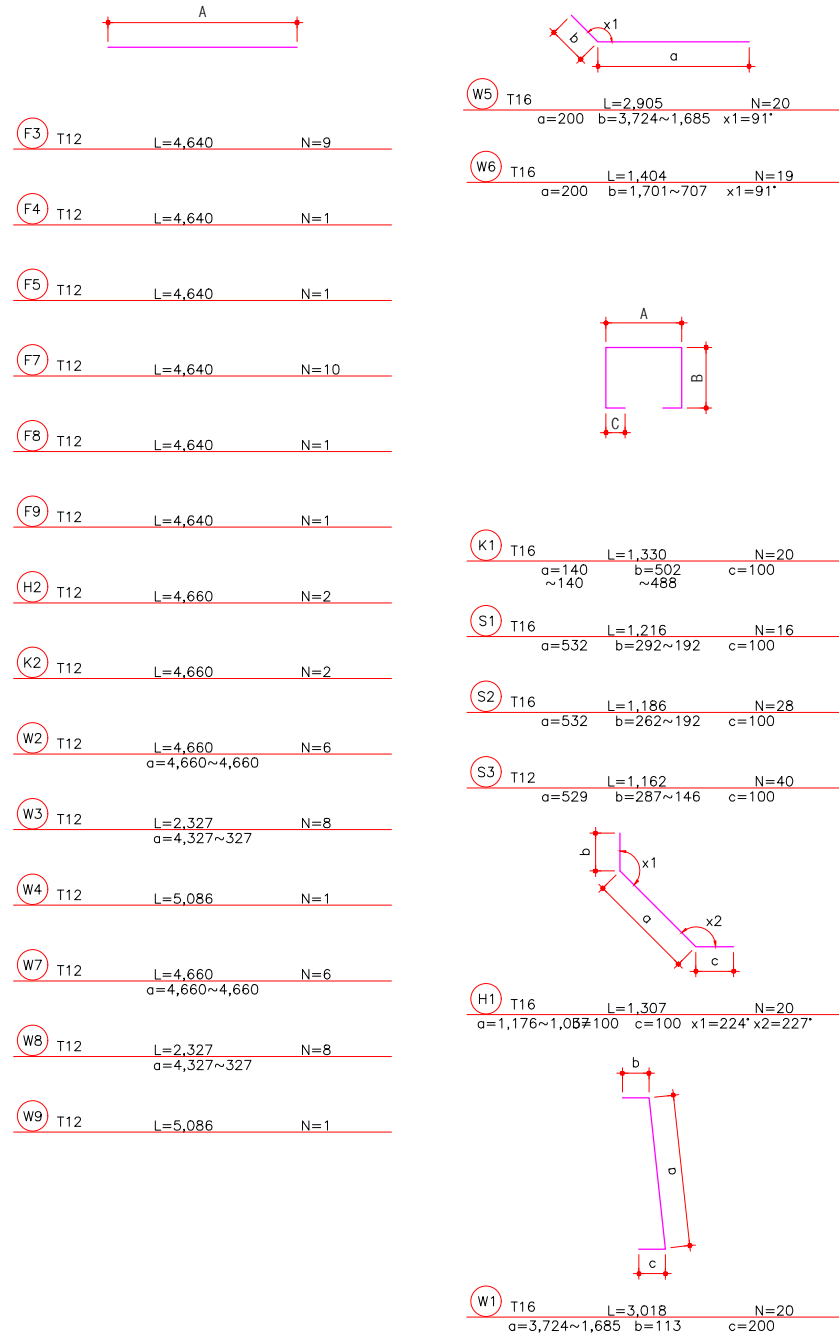 A
F3 T12 L=4,640 N=9
F4 T12 L=4,640 N=1
F5 T12 L=4,640 N=1
F7 T12 L=4,640 N=10
F8 T12 L=4,640 N=1
F9 T12 L=4,640 N=1
H2 T12 L=4,660 N=2
K2 T12 L=4,660 N=2
W2 T12 L=4,660 N=6
a=4,660~4,660
W3 T12 L=2,327 N=8
a=4,327~327
W4 T12 L=5,086 N=1
W7 T12 L=4,660 N=6
a=4,660~4,660
W8 T12 L=2,327 N=8
a=4,327~327
W9 T12 L=5,086 N=1
x1
b
a
W5 T16 L=2,905 N=20
a=200 b=3,724~1,685 x1=91°
W6 T16 L=1,404 N=19
a=200 b=1,701~707 x1=91°
A
B
C
K1 T16 L=1,330 N=20
a=140 b=502 c=100
~140 ~488
S1 T16 L=1,216 N=16
a=532 b=292~192 c=100
S2 T16 L=1,186 N=28
a=532 b=262~192 c=100
S3 T12 L=1,162 N=40
a=529 b=287~146 c=100
b
x1
a
x2
c
H1 T16 L=1,307 N=20
a=1,176~ b=100 c=100 x1=224° x2=227°
b
a
c
W1 T16 L=3,018 N=20
a=3,724~1,685 b=113 c=200